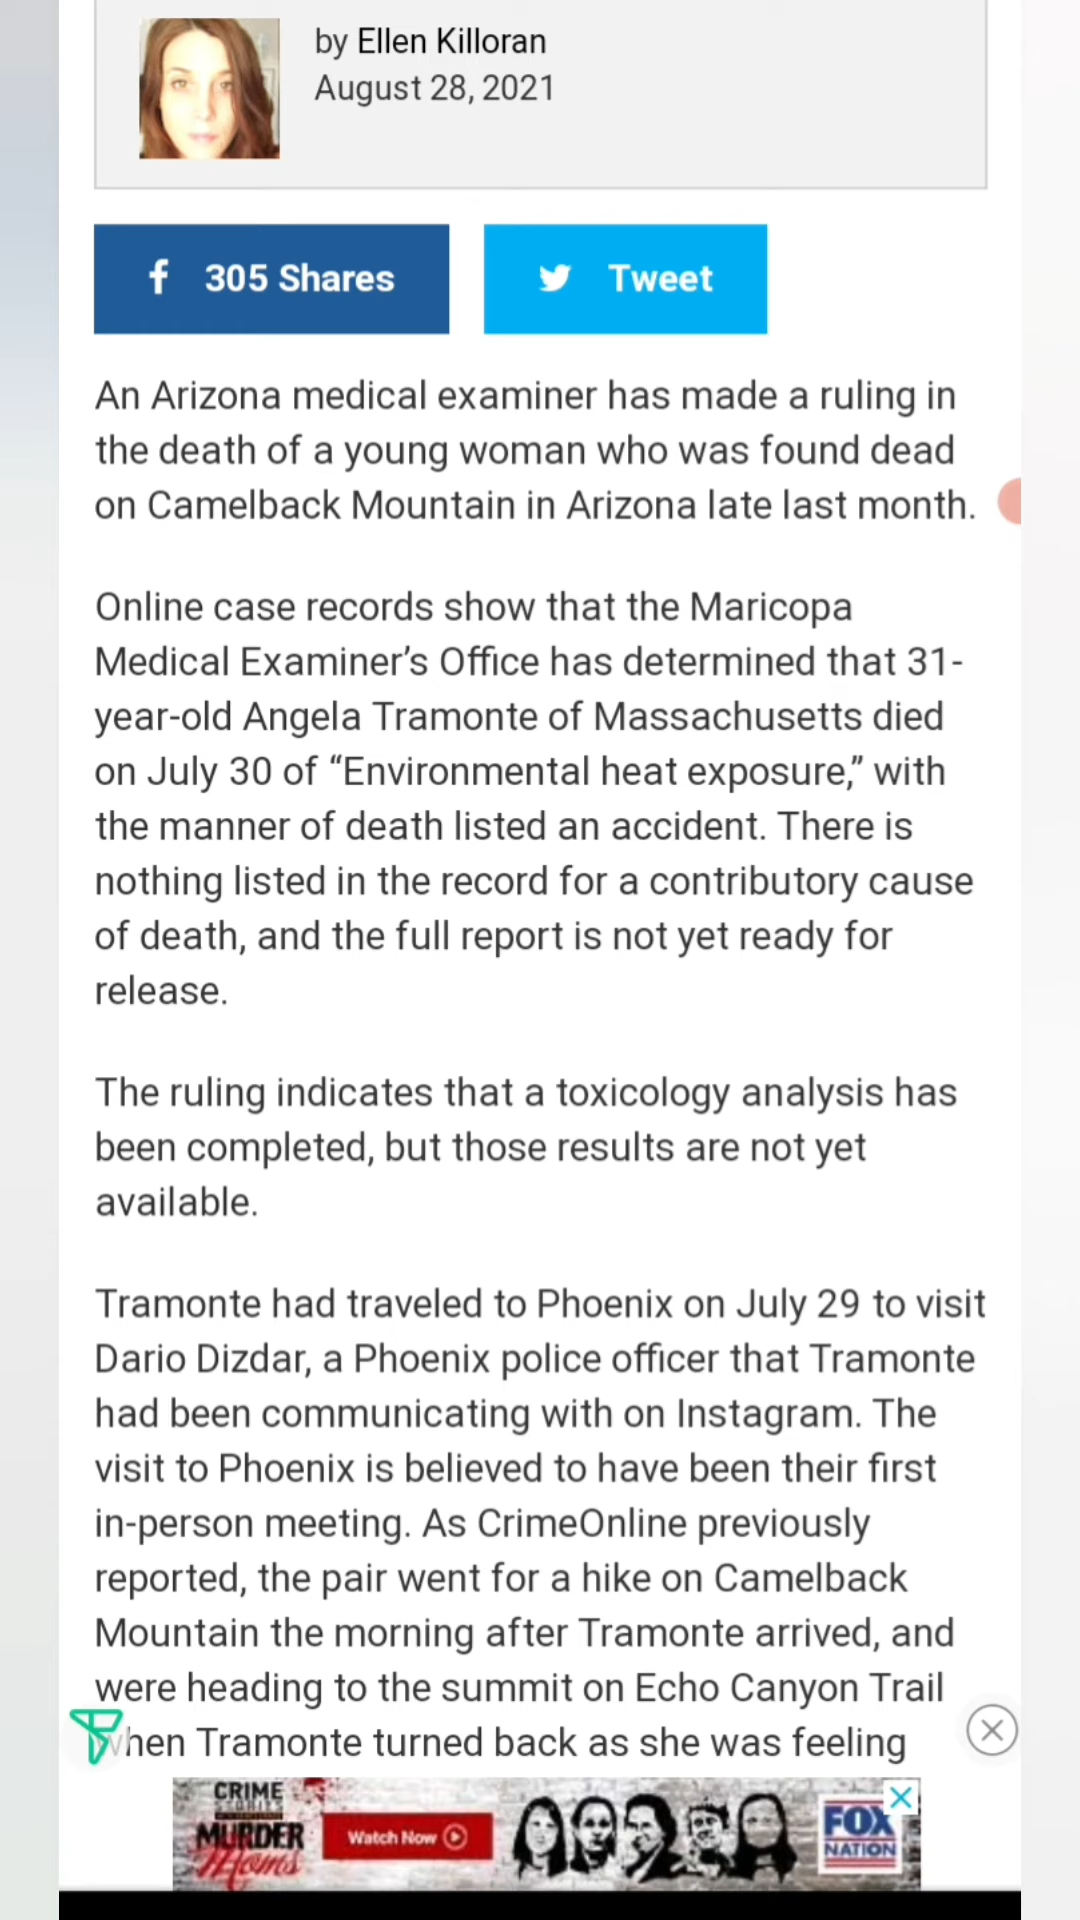 by Ellen Killoran
August 28, 2021
305 Shares
Tweet
An Arizona medical examiner has made a ruling in
the death of a young woman who was found dead
on Camelback Mountain in Arizona late last month.
Online case records show that the Maricopa
Medical Examiner’s Office has determined that 31-
year-old Angela Tramonte of Massachusetts died
on July 30 of “Environmental heat exposure,” with
the manner of death listed an accident. There is
nothing listed in the record for a contributory cause
of death, and the full report is not yet ready for
release.
The ruling indicates that a toxicology analysis has
been completed, but those results are not yet
available.
Tramonte had traveled to Phoenix on July 29 to visit
Dario Dizdar, a Phoenix police officer that Tramonte
had been communicating with on Instagram. The
visit to Phoenix is believed to have been their first
in-person meeting. As CrimeOnline previously
reported, the pair went for a hike on Camelback
Mountain the morning after Tramonte arrived, and
were heading to the summit on Echo Canyon Trail
when Tramonte turned back as she was feeling
CRIME
STORIES
MURDER
Moms
Watch Now
FOX
NATION